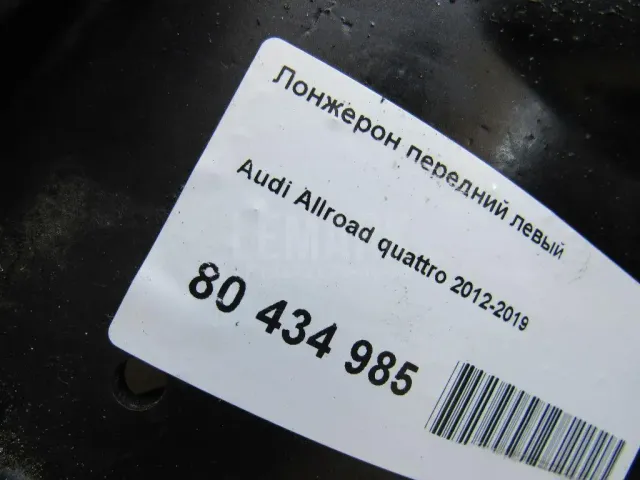 Лонжерон передний левый
Audi Allroad quattro 2012-2019
80 434 985